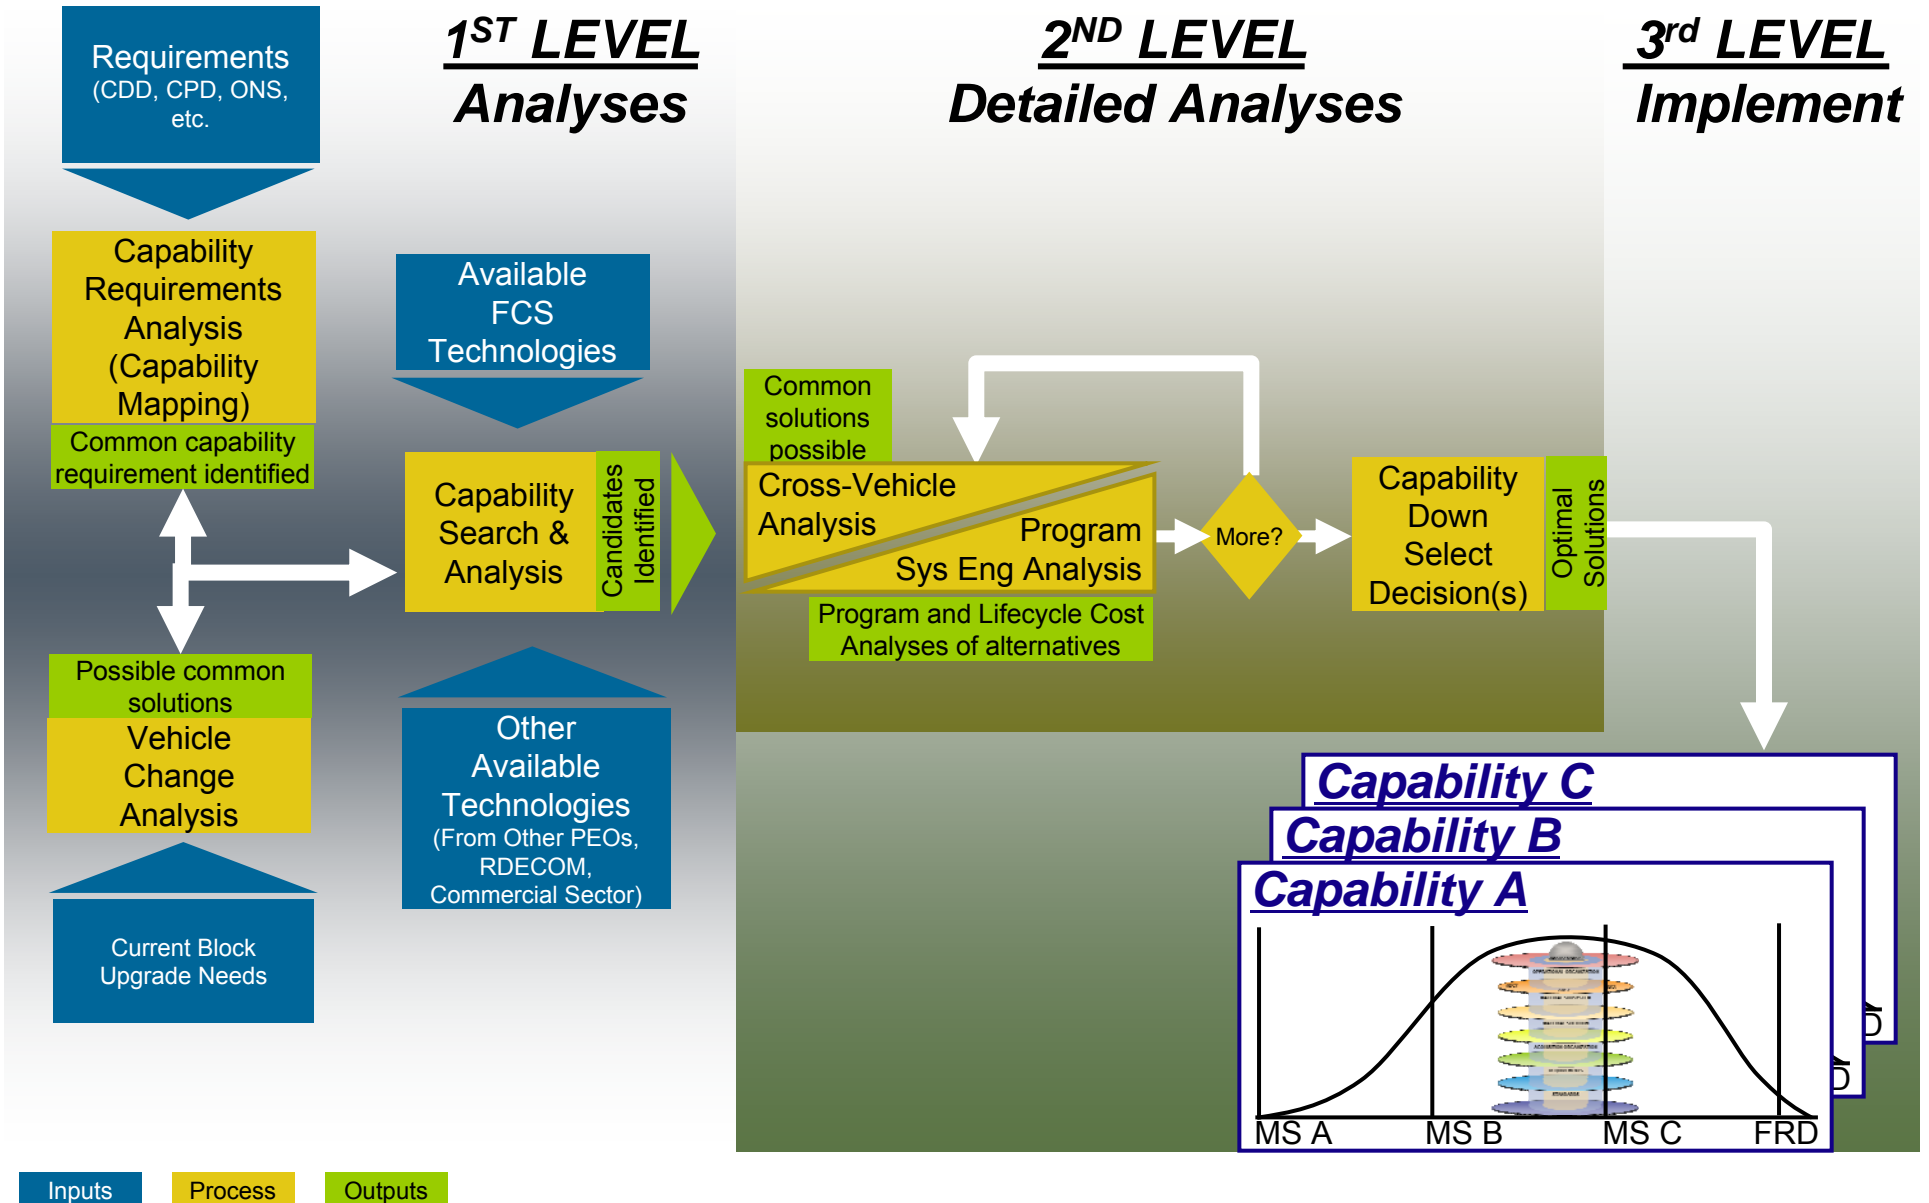 1ST LEVEL
Analyses
2ND LEVEL
Detailed Analyses
3rd LEVEL
Implement
Requirements
(CDD, CPD, ONS,
etc.
Capability
Requirements
Analysis
(Capability
Mapping)
Common capability
requirement identified
Possible common
solutions
Vehicle
Change
Analysis
Current Block
Upgrade Needs
Available
FCS
Technologies
Capability
Search &
Analysis
Candidates
Identified
Other
Available
Technologies
(From Other PEOs,
RDECOM,
Commercial Sector)
Common
solutions
possible
Cross-Vehicle
Analysis
Program
Sys Eng Analysis
Program and Lifecycle Cost
Analyses of alternatives
More?
Capability
Down
Select
Decision(s)
Optimal
Solutions
Capability C
D
Capability B
D
Capability A
MS A
MS B
MS C
FRD
Inputs
Process
Outputs